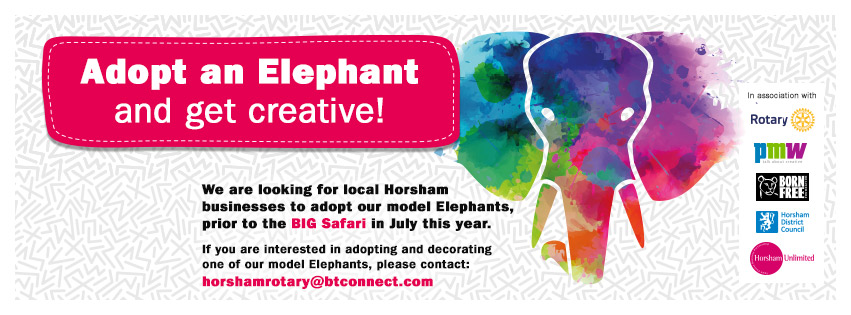 Adopt an Elephant
and get creative!
We are looking for local Horsham
businesses to adopt our model Elephants,
prior to the BIG Safari in July this year.
If you are interested in adopting and decorating
one of our model Elephants, please contact:
horshamrotary@btconnect.com
In association with
Rotary
pmw
BORN
FREE
Horsham
District
Council
Horsham Unlimited